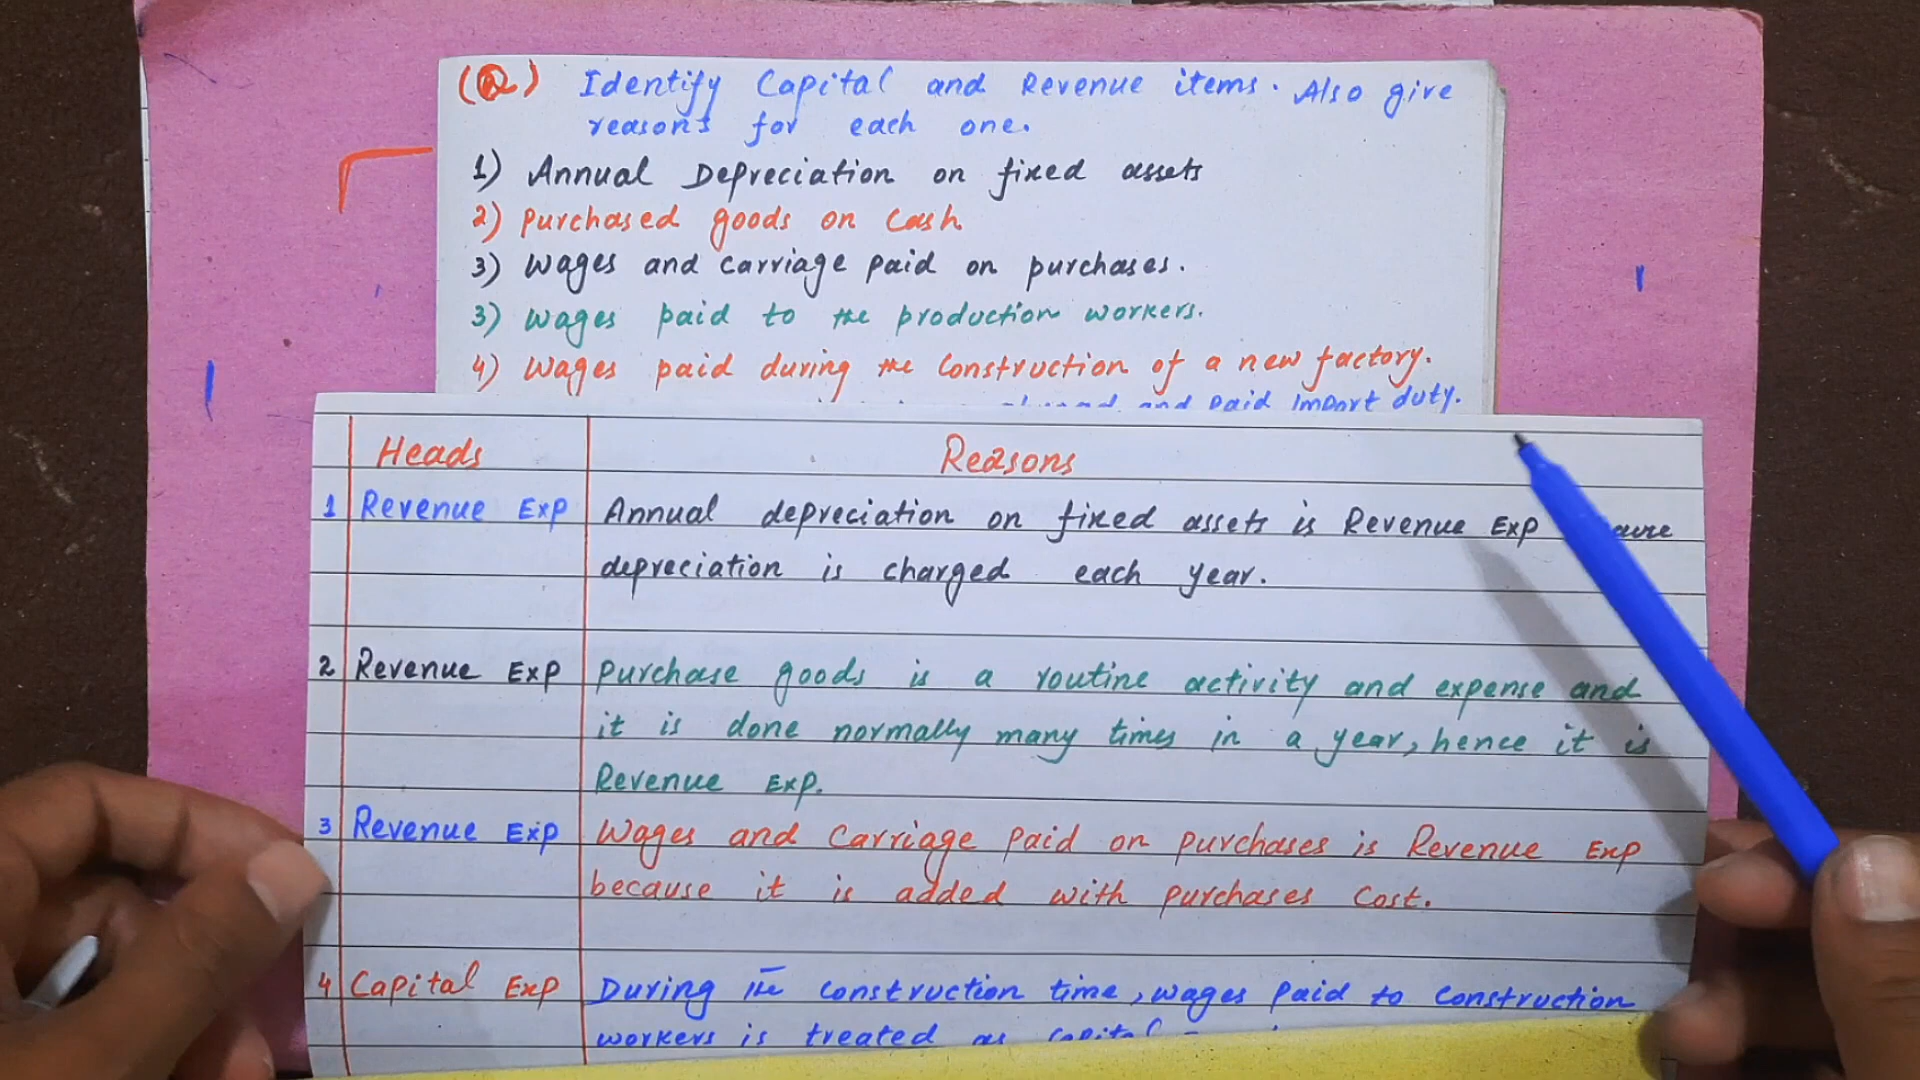 (Q) Identify Capital and Revenue items. Also give
reasons for each one.
1) Annual Depreciation on fixed assets
2) Purchased goods on Cash
3) Wages and carriage paid on purchases.
3) Wages paid to the production workers.
4) Wages paid during the Construction of a new factory.
and Paid Import duty.
Heads Reasons
1 Revenue Exp Annual depreciation on fixed assets is Revenue Exp
depreciation is charged each year.
2 Revenue Exp Purchase goods is a routine activity and expense and
it is done normally many times in a year, hence it is
Revenue Exp.
3 Revenue Exp Wages and Carriage Paid on purchases is Revenue Exp
because it is added with purchases Cost.
4 Capital Exp During the construction time, wages Paid to Construction
workers is treated as Capital